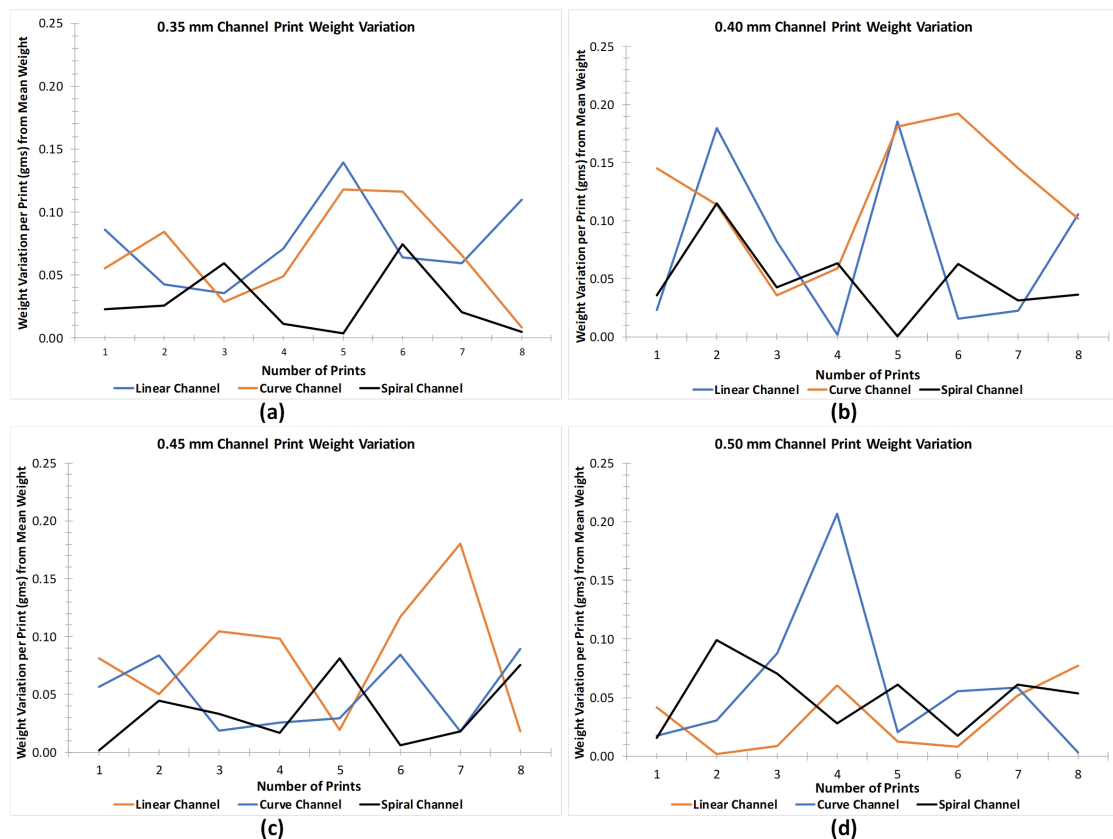 0.35 mm Channel Print Weight Variation
Weight Variation per Print (gms) from Mean Weight
0.25
0.20
0.15
0.10
0.05
0.00
1 2 3 4 5 6 7 8
Number of Prints
Linear Channel Curve Channel Spiral Channel
(a)
0.40 mm Channel Print Weight Variation
Weight Variation per Print (gms) from Mean Weight
0.25
0.20
0.15
0.10
0.05
0.00
1 2 3 4 5 6 7 8
Number of Prints
Linear Channel Curve Channel Spiral Channel
(b)
0.45 mm Channel Print Weight Variation
Weight Variation per Print (gms) from Mean Weight
0.25
0.20
0.15
0.10
0.05
0.00
1 2 3 4 5 6 7 8
Number of Prints
Linear Channel Curve Channel Spiral Channel
(c)
0.50 mm Channel Print Weight Variation
Weight Variation per Print (gms) from Mean Weight
0.25
0.20
0.15
0.10
0.05
0.00
1 2 3 4 5 6 7 8
Number of Prints
Linear Channel Curve Channel Spiral Channel
(d)